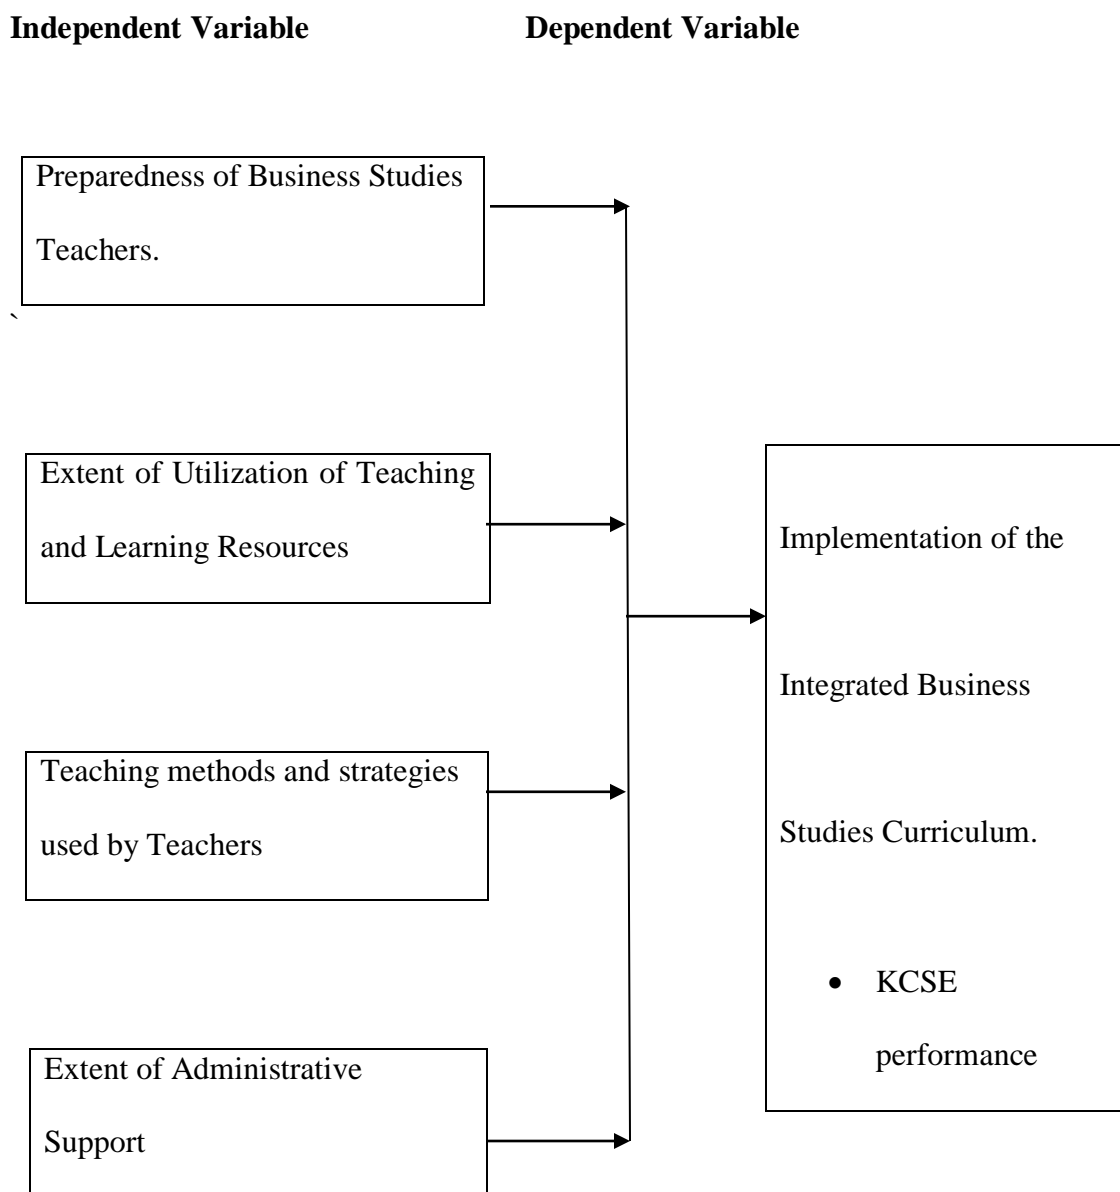 Independent Variable
Dependent Variable
Preparedness of Business Studies
Teachers.
`
Extent of Utilization of Teaching
and Learning Resources
Teaching methods and strategies
used by Teachers
Extent of Administrative
Support
Implementation of the
Integrated Business
Studies Curriculum.
• KCSE
performance